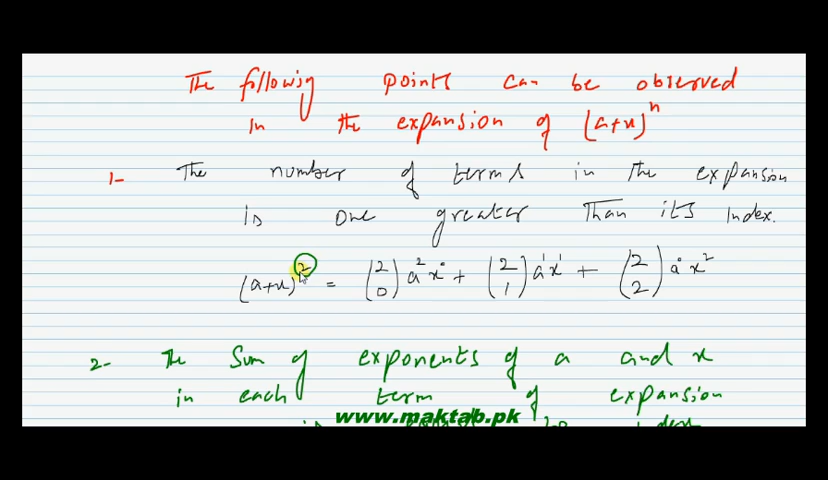 The following points can be observed
in the expansion of (a+x)^n
1- The number of terms in the expansion
is one greater than its index.
(a+x)^2 = (2 0) a^2 x^0 + (2 1) a^1 x^1 + (2 2) a^0 x^2
2- The Sum of exponents of a and x
in each term of expansion
www.maktab.pk
is index